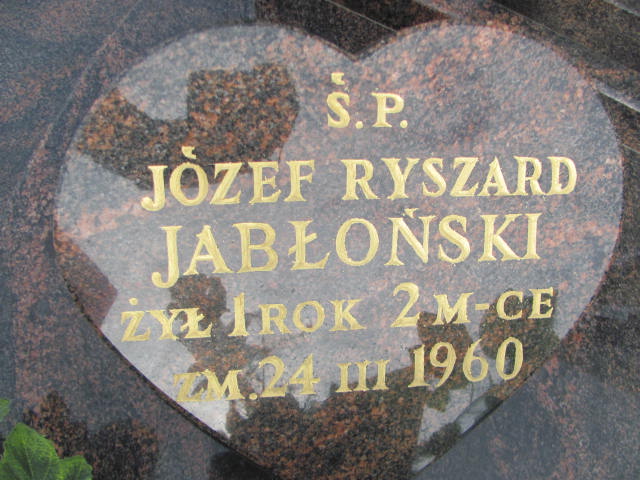 Ś.P.
JÓZEF RYSZARD
JABŁOŃSKI
ŻYŁ 1 ROK 2 M-CE
ZM. 24 III 1960